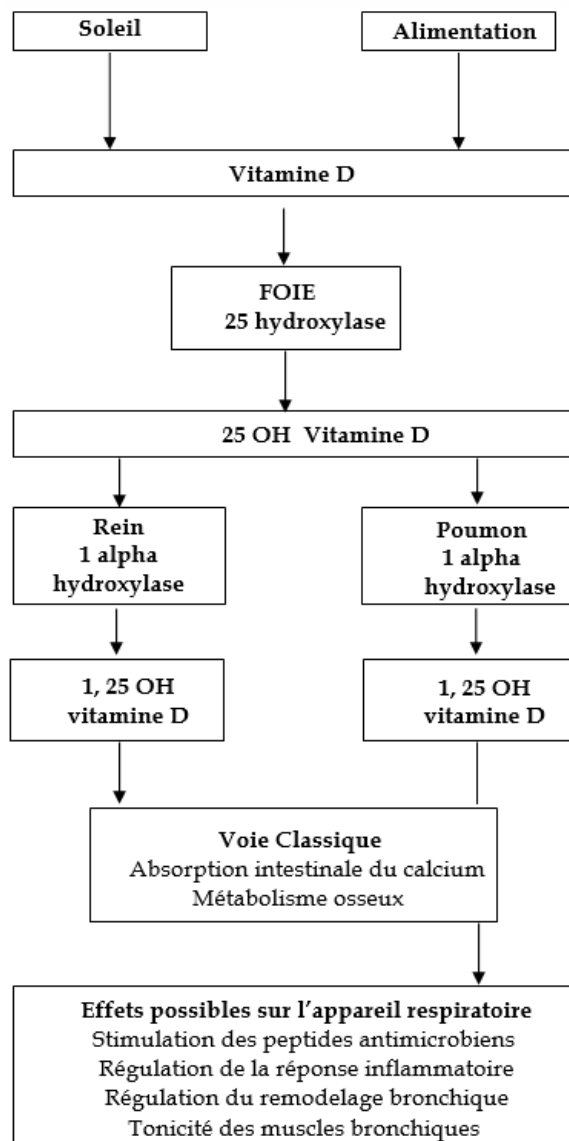 Soleil
Alimentation
Vitamine D
FOIE
25 hydroxylase
25 OH Vitamine D
Rein
1 alpha
hydroxylase
Poumon
1 alpha
hydroxylase
1, 25 OH
vitamine D
1, 25 OH
vitamine D
Voie Classique
Absorption intestinale du calcium
Métabolisme osseux
Effets possibles sur l'appareil respiratoire
Stimulation des peptides antimicrobiens
Régulation de la réponse inflammatoire
Régulation du remodelage bronchique
Tonicité des muscles bronchiques